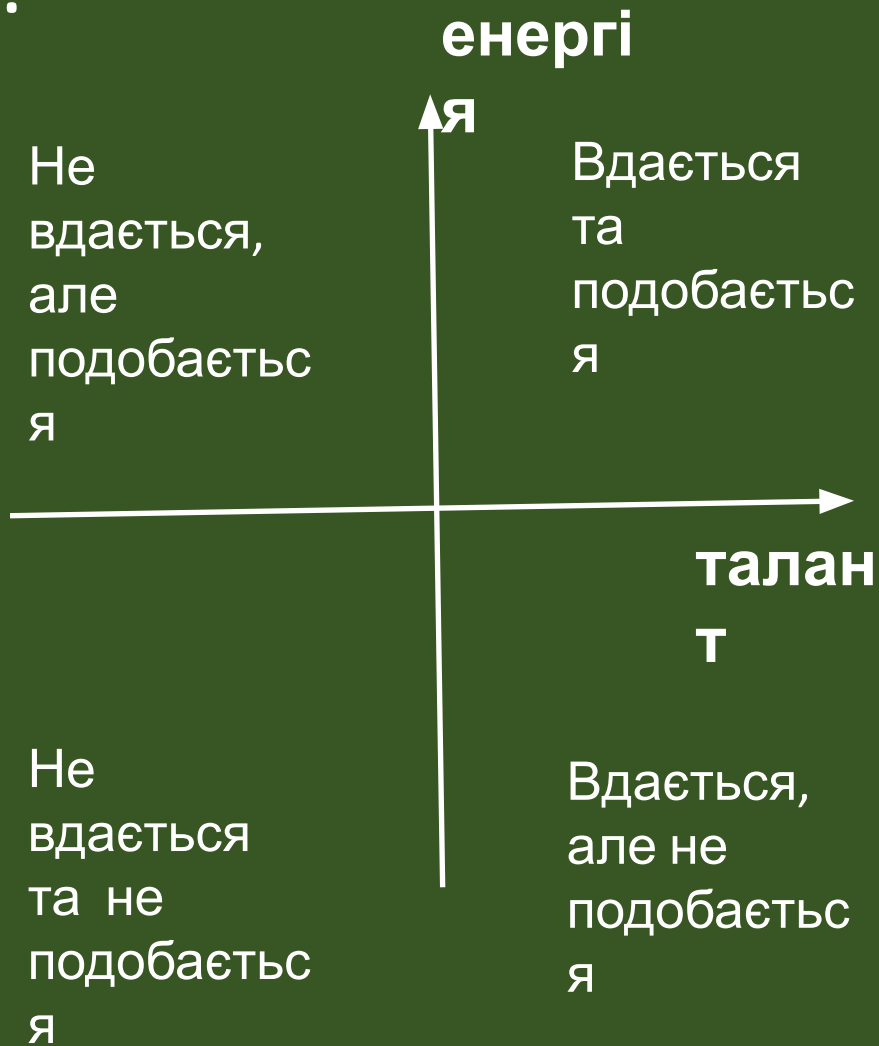 .
енергі
я
Не
вдається,
але
подобаєтьс
я
Вдається
та
подобаєтьс
я
талан
т
Не
вдається
та не
подобаєтьс
я
Вдається,
але не
подобаєтьс
я